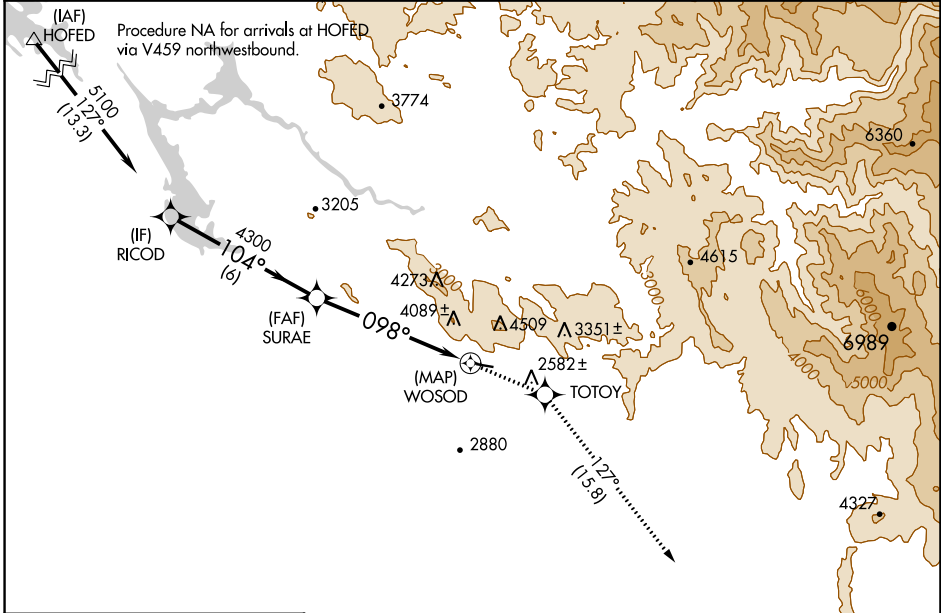 (IAF)
HOFED
Procedure NA for arrivals at HOFED
via V459 northwestbound.
5100
127°
(13.3)
3774
6360
3205
(IF)
RICOD
4300
104°
(6)
4615
3000
3000
4273
4089±
4509
3351±
6000
6989
(FAF)
SURAE
098°
4000
5000
2582±
(MAP)
WOSOD
TOTOY
2880
127°
(15.8)
4327